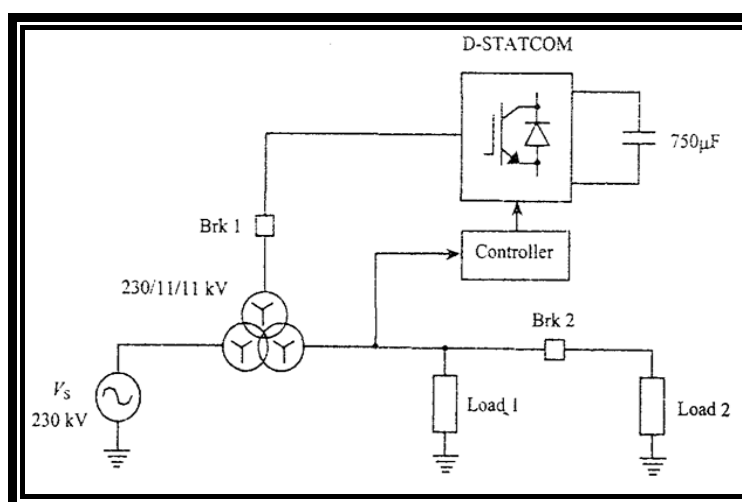 D-STATCOM
750μF
Brk 1
Controller
230/11/11 kV
Brk 2
Vs
230 kV
Load 1
Load 2